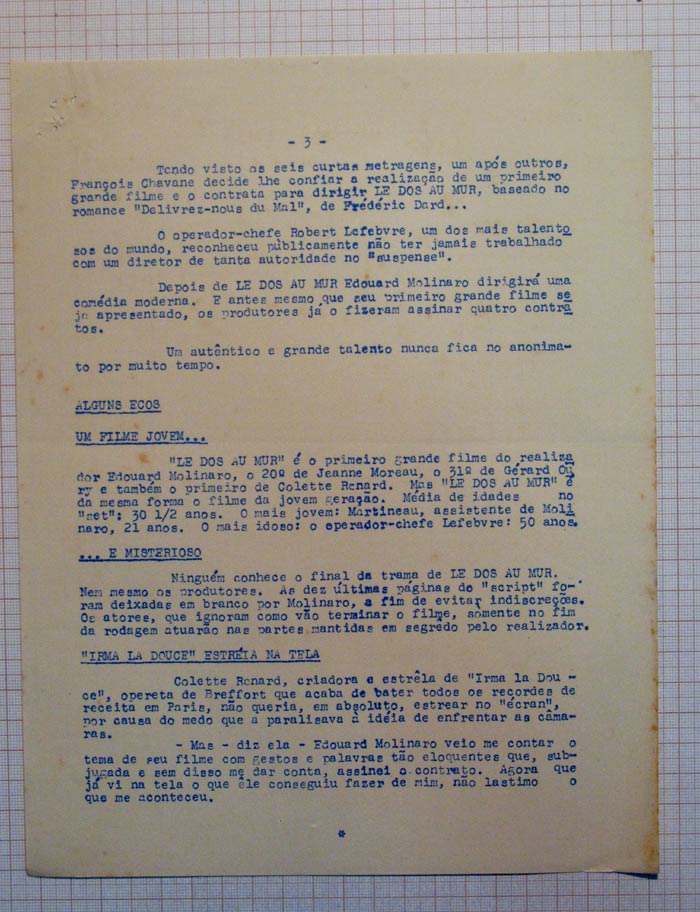 - 3 -
Tendo visto os seis curtas metragens, um após outros,
François Chavane decide lhe confiar a realização de um primeiro
grande filme e o contrata para dirigir LE DOS AU MUR, baseado no
romance "Delivrez-nous du Mal", de Frédéric Dard...
O operador-chefe Robert Lefebvre, um dos mais talento
sos do mundo, reconheceu públicamente não ter jamais trabalhado
com um diretor de tanta autoridade no "suspense".
Depois de LE DOS AU MUR Edouard Molinaro dirigirá uma
comédia moderna. E antes mesmo que seu primeiro grande filme se
ja apresentado, os produtores já o fizeram assinar quatro contra
tos.
Um autêntico e grande talento nunca fica no anonima-
to por muito tempo.
ALGUNS ECOS
UM FILME JOVEM...
"LE DOS AU MUR" é o primeiro grande filme do realiza
dor Edouard Molinaro, o 20º de Jeanne Moreau, o 31º de Gérard Ou
ry e também o primeiro de Colette Renard. Mas "LE DOS AU MUR" é
da mesma forma o filme da jovem geração. Média de idades no
"set": 30 1/2 anos. O mais jovem: Martineau, assistente de Moli
naro, 21 anos. O mais idoso: o operador-chefe Lefebvre: 50 anos.
... E MISTERIOSO
Ninguém conhece o final da trama de LE DOS AU MUR.
Nem mesmo os produtores. As dez últimas páginas do "script" fo-
ram deixadas em branco por Molinaro, a fim de evitar indiscreções.
Os atores, que ignoram como vão terminar o filme, somente no fim
da rodagem atuarão nas partes mantidas em segredo pelo realizador.
"IRMA LA DOUCE" ESTRÉIA NA TELA
Colette Renard, criadora e estrêla de "Irma la Dou -
ce", opereta de Breffort que acaba de bater todos os recordes de
receita em Paris, não queria, em absoluto, estrear no "écran",
por causa do medo que a paralisava à idéia de enfrentar as câma-
ras.
- Mas - diz ela - Edouard Molinaro veio me contar o
tema de seu filme com gestos e palavras tão eloquentes que, sub-
jugada e sem disso me dar conta, assinei o contrato. Agora que
já vi na tela o que êle conseguiu fazer de mim, não lastimo o
que me aconteceu.
*